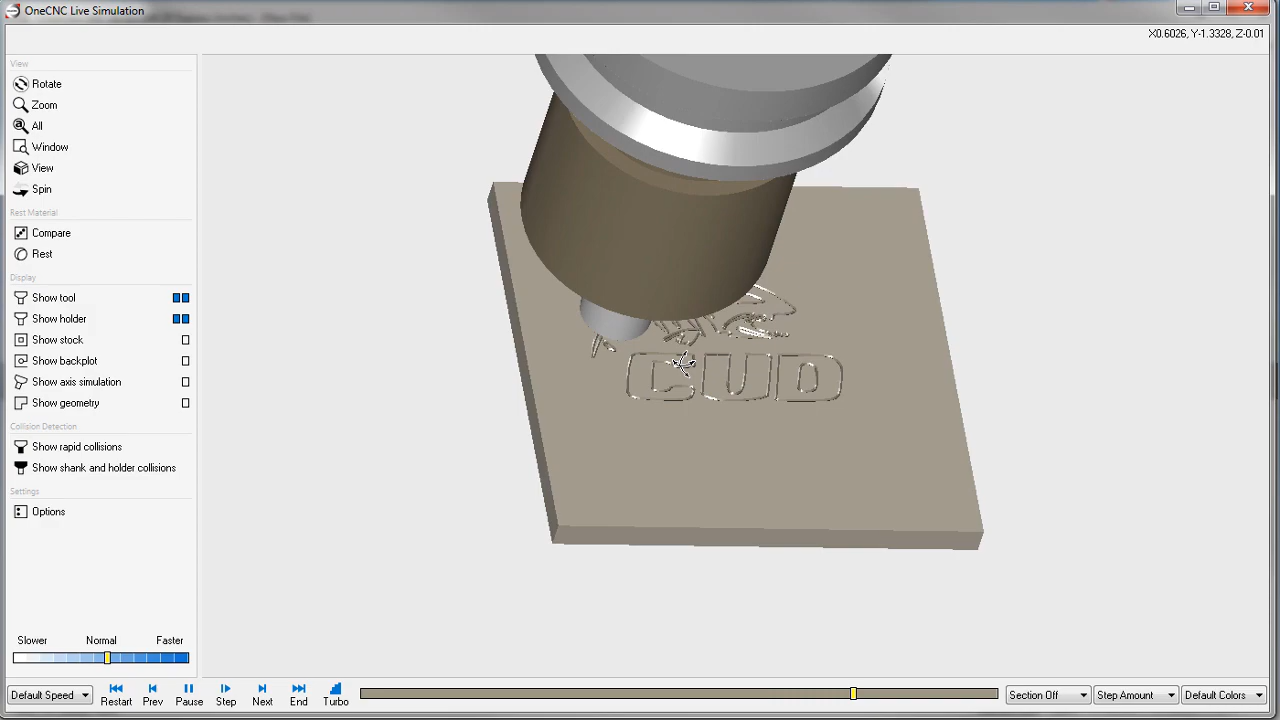 OneCNC Live Simulation
X0.6026, Y-1.3328, Z-0.01
View
Rotate
Zoom
All
Window
View
Spin
Rest Material
Compare
Rest
Display
Show tool
Show holder
Show stock
Show backplot
Show axis simulation
Show geometry
Collision Detection
Show rapid collisions
Show shank and holder collisions
Settings
Options
CUD
Slower Normal Faster
Default Speed Restart Prev Pause Step Next End Turbo Section Off Step Amount Default Colors